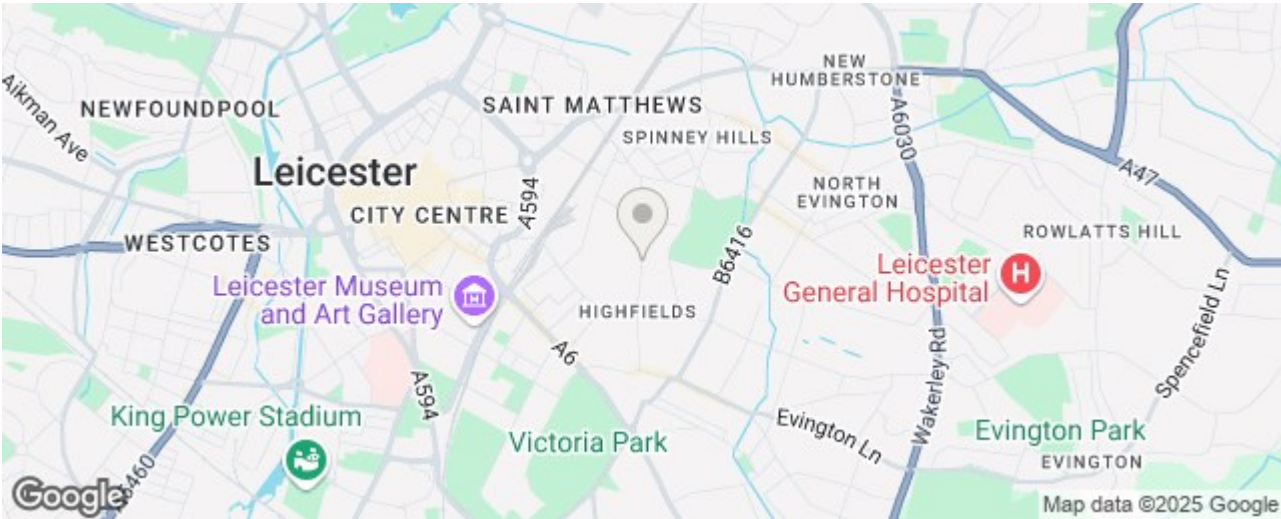 NEW
HUMBERSTONE
Aikman Ave
NEWFOUNDPOOL
SAINT MATTHEWS
SPINNEY HILLS
A6030
A47
Leicester
NORTH
EVINGTON
A594
CITY CENTRE
WESTCOTES
B6416
ROWLATTS HILL
Leicester
General Hospital
H
Leicester Museum
and Art Gallery
HIGHFIELDS
A6
A594
Spencefield Ln
Wakerley Rd
King Power Stadium
Victoria Park
Evington Ln
Evington Park
EVINGTON
A5460
Google
Map data ©2025 Google